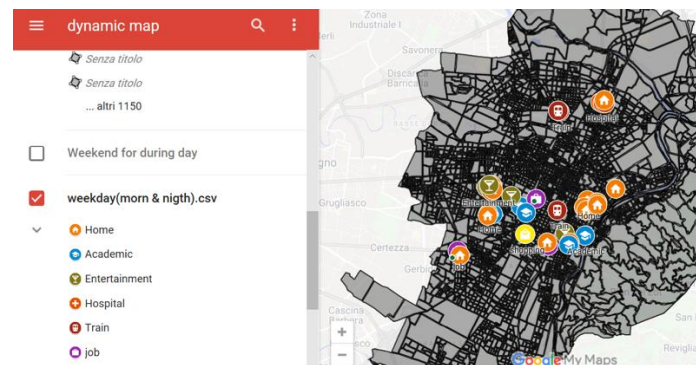 dynamic map
Senza titolo
Senza titolo
... altri 1150
Weekend for during day
weekday(morn & nigth).csv
Home
Academic
Entertainment
Hospital
Train
job
Zona
Industriale
Savonera
Discarica
Barricalla
Grugliasco
Certezza
Cascina
Train
Hospital
Entertainment
Home
Home
Train
Shopping
Academic
job
Google My Maps